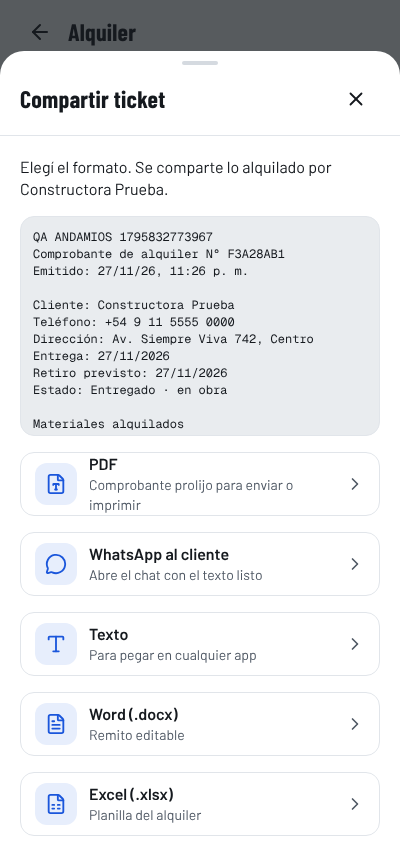 Alquiler
Compartir ticket
Elegí el formato. Se comparte lo alquilado por
Constructora Prueba.
QA ANDAMIOS 1795832773967
Comprobante de alquiler N° F3A28AB1
Emitido: 27/11/26, 11:26 p. m.
Cliente: Constructora Prueba
Teléfono: +54 9 11 5555 0000
Dirección: Av. Siempre Viva 742, Centro
Entrega: 27/11/2026
Retiro previsto: 27/11/2026
Estado: Entregado · en obra
Materiales alquilados
PDF
Comprobante prolijo para enviar o
imprimir
WhatsApp al cliente
Abre el chat con el texto listo
Texto
Para pegar en cualquier app
Word (.docx)
Remito editable
Excel (.xlsx)
Planilla del alquiler